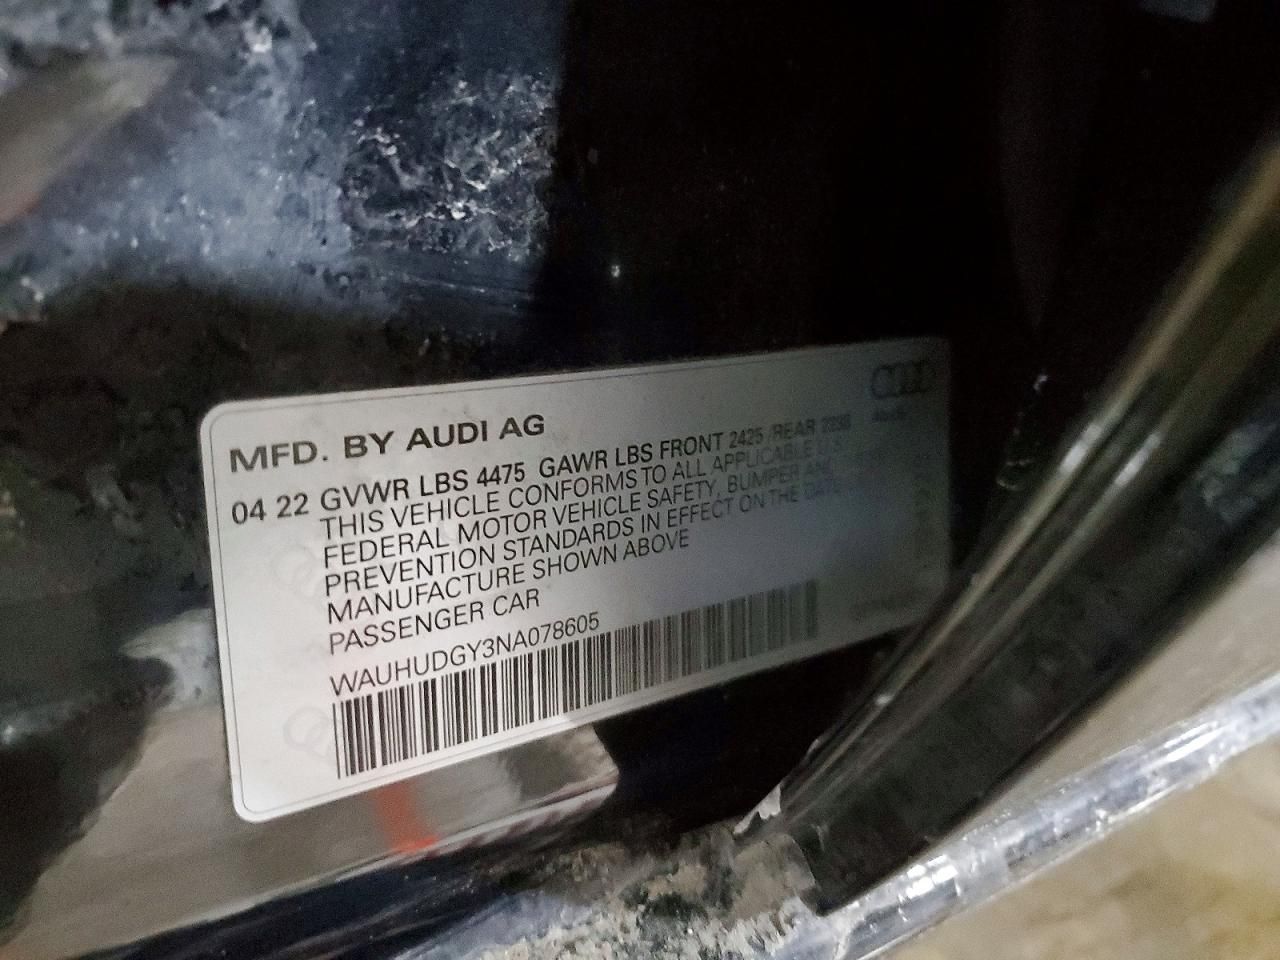 MFD. BY AUDI AG
04 22 GVWR LBS 4475 GAWR LBS FRONT 2425 /REAR
THIS VEHICLE CONFORMS TO ALL APPLICABLE U.S.
FEDERAL MOTOR VEHICLE SAFETY, BUMPER AND
PREVENTION STANDARDS IN EFFECT ON THE DATE
MANUFACTURE SHOWN ABOVE
PASSENGER CAR
WAUHUDGY3NA078605